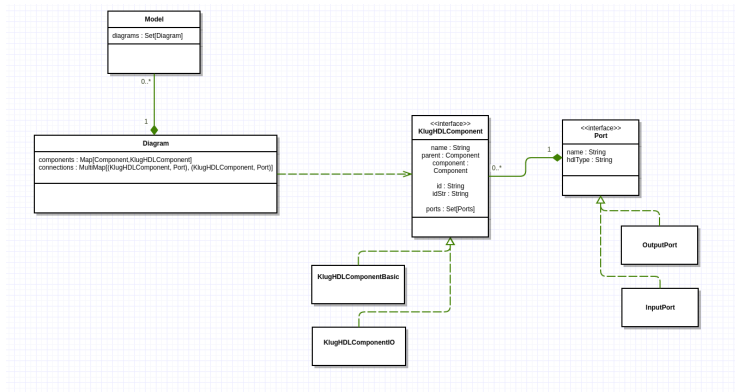 Model
diagrams : Set[Diagram]
0..*
1
Diagram
components : Map[Component,KlugHDLComponent]
connections : MultiMap[(KlugHDLComponent, Port), (KlugHDLComponent, Port)]
<<interface>>
KlugHDLComponent
name : String
parent : Component
component :
Component
id : String
idStr : String
ports : Set[Ports]
0..*
1
<<interface>>
Port
name : String
hdlType : String
OutputPort
InputPort
KlugHDLComponentBasic
KlugHDLComponentIO